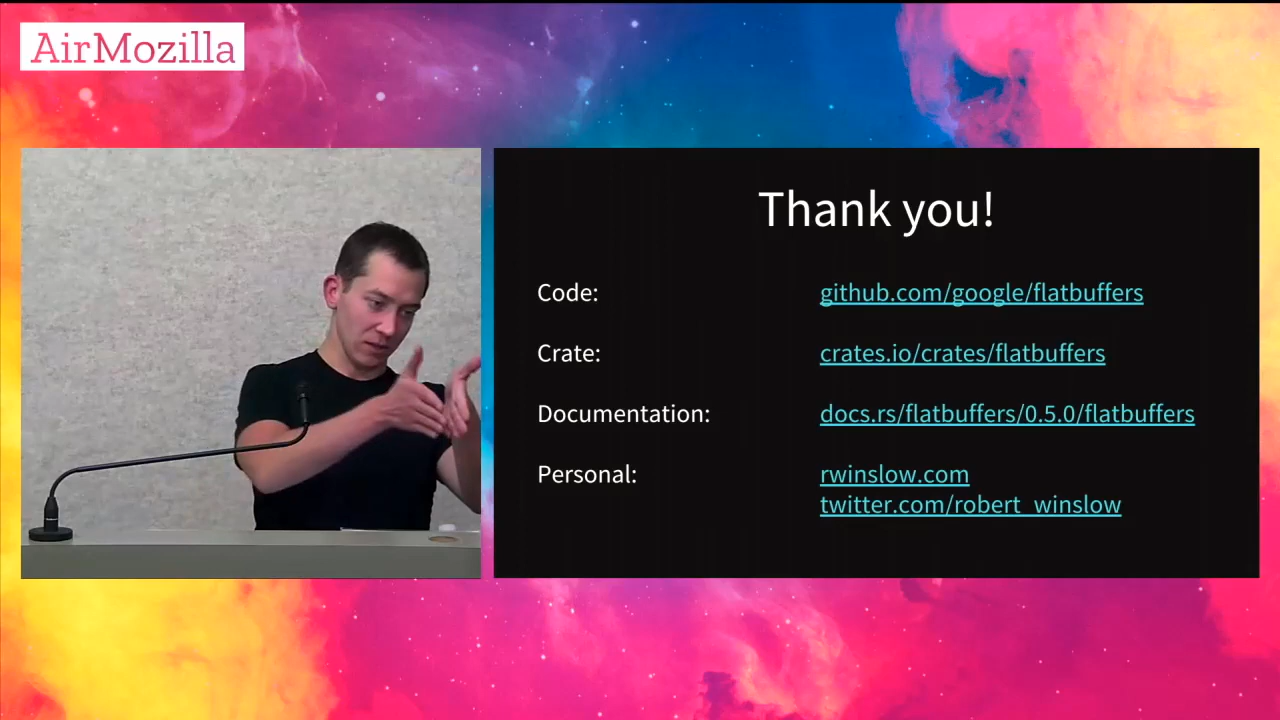 AirMozilla
Thank you!
Code: github.com/google/flatbuffers
Crate: crates.io/crates/flatbuffers
Documentation: docs.rs/flatbuffers/0.5.0/flatbuffers
Personal: rwinslow.com
twitter.com/robert_winslow